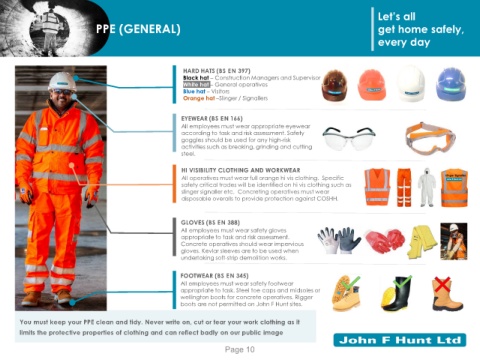 PPE (GENERAL)
Let's all
get home safely,
every day
HARD HATS (BS EN 397)
Black hat – Construction Managers and Supervisor
White hat – General operatives
Blue hat – Visitors
Orange hat –Slinger / Signallers
EYEWEAR (BS EN 166)
All employees must wear appropriate eyewear
according to task and risk assessment. Safety
goggles should be used for any high-risk
activities such as breaking, grinding and cutting
steel.
HI VISIBILITY CLOTHING AND WORKWEAR
All operatives must wear full orange hi vis clothing. Specific
safety critical trades will be identified on hi vis clothing such as
slinger signaller etc. Concreting operatives must wear
disposable overalls to provide protection against COSHH.
GLOVES (BS EN 388)
All employees must wear safety gloves
appropriate to task and risk assessment.
Concrete operatives should wear impervious
gloves. Kevlar sleeves are to be used when
undertaking soft strip demolition works.
FOOTWEAR (BS EN 345)
All employees must wear safety footwear
appropriate to task. Steel toe caps and midsoles or
wellington boots for concrete operatives. Rigger
boots are not permitted on John F Hunt sites.
You must keep your PPE clean and tidy. Never write on, cut or tear your work clothing as it
limits the protective properties of clothing and can reflect badly on our public image
John F Hunt Ltd
Page 10